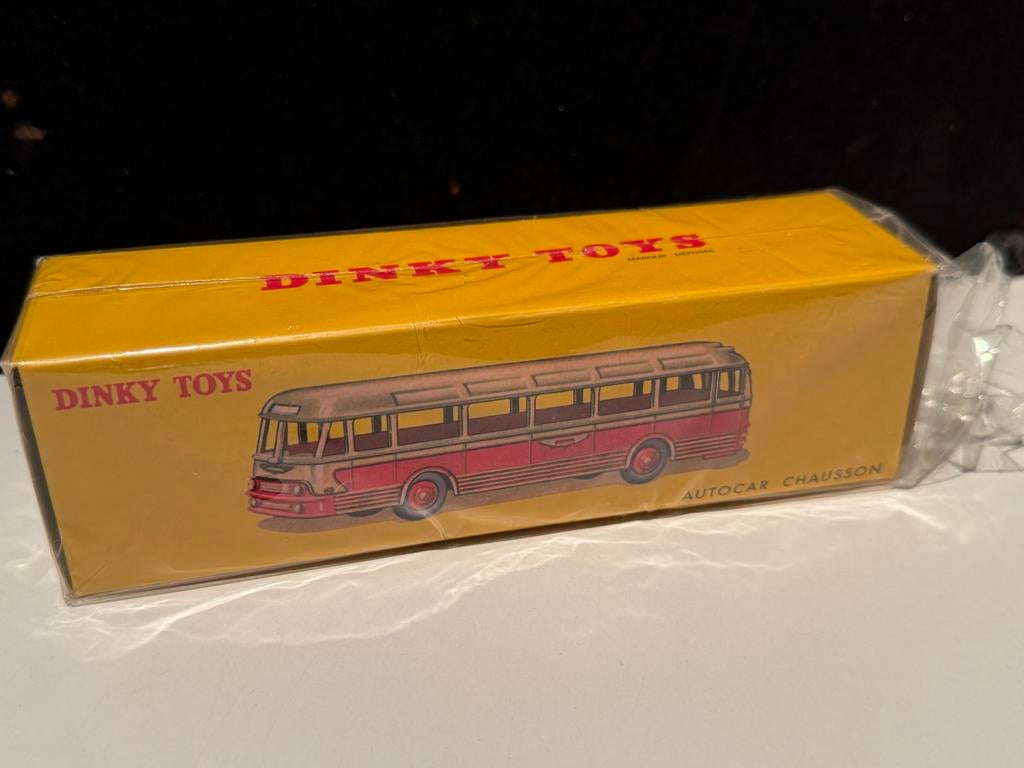 DINKY TOYS
MARQUE DÉPOSÉE
DINKY TOYS
AUTOCAR CHAUSSON